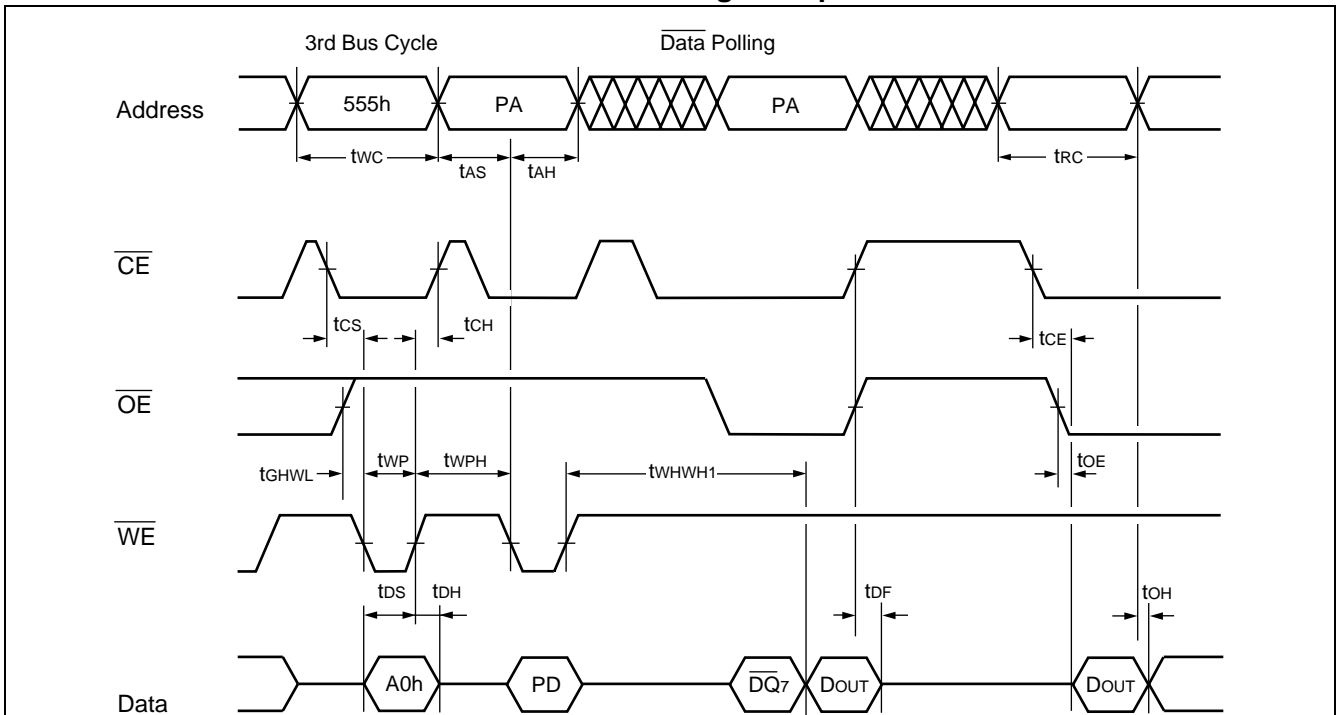 3rd Bus Cycle Data Polling
Address 555h PA PA
tWC tAS tAH tRC
CE
tCS tCH tCE
OE
tGHWL tWP tWPH tWHWH1 tOE
WE
tDS tDH tDF tOH
Data A0h PD DQ7 DOUT DOUT